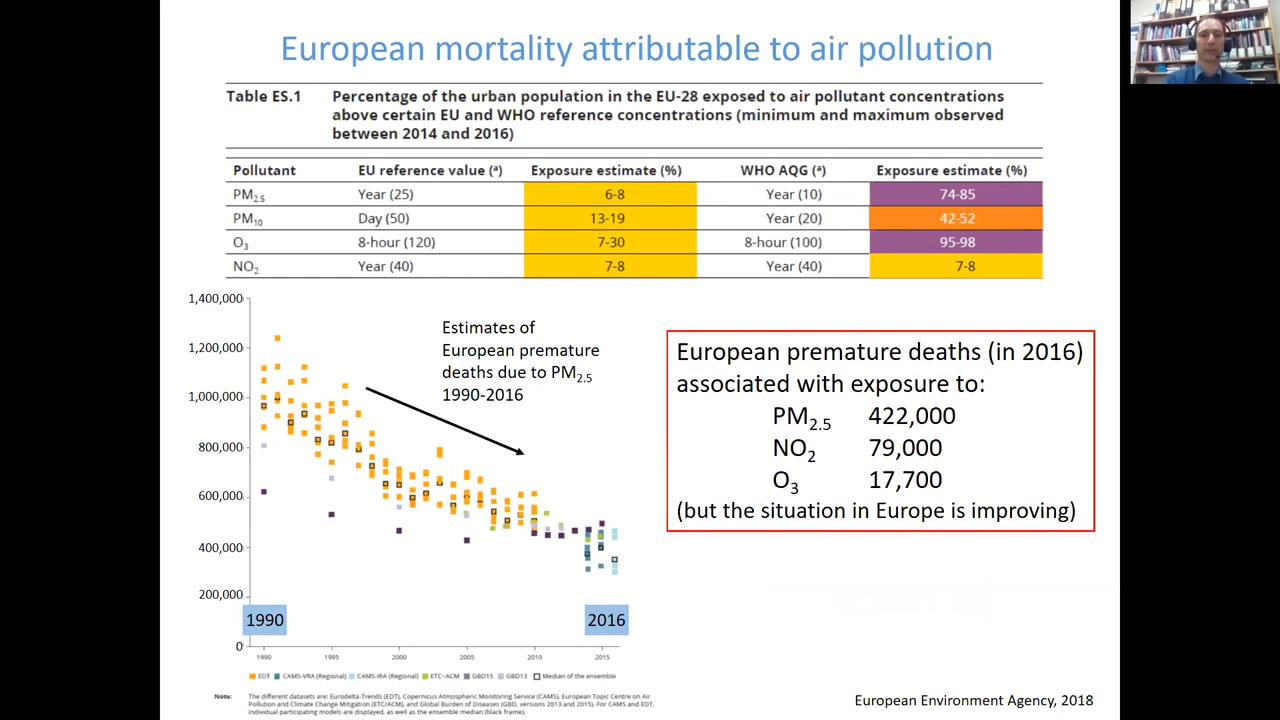 European mortality attributable to air pollution
Table ES.1
Percentage of the urban population in the EU-28 exposed to air pollutant concentrations
above certain EU and WHO reference concentrations (minimum and maximum observed
between 2014 and 2016)
Pollutant EU reference value (ᵃ) Exposure estimate (%) WHO AQG (ᵃ) Exposure estimate (%)
PM₂.₅ Year (25) 6-8 Year (10) 74-85
PM₁₀ Day (50) 13-19 Year (20) 42-52
O₃ 8-hour (120) 7-30 8-hour (100) 95-98
NO₂ Year (40) 7-8 Year (40) 7-8
1,400,000
1,200,000
1,000,000
800,000
600,000
400,000
200,000
0
Estimates of
European premature
deaths due to PM₂.₅
1990-2016
1990
2016
1990 1995 2000 2005 2010 2015
EDT CAMS-VRA (Regional) CAMS-IRA (Regional) ETC-ACM GBD15 GBD13 Median of the ensemble
Note: The different datasets are: Eurodelta-Trends (EDT), Copernicus Atmospheric Monitoring Service (CAMS), European Topic Centre on Air
Pollution and Climate Change Mitigation (ETC/ACM), and Global Burden of Diseases (GBD, versions 2013 and 2015). For CAMS and EDT,
individual participating models are displayed, as well as the ensemble median (black frame).
European premature deaths (in 2016)
associated with exposure to:
PM₂.₅ 422,000
NO₂ 79,000
O₃ 17,700
(but the situation in Europe is improving)
European Environment Agency, 2018